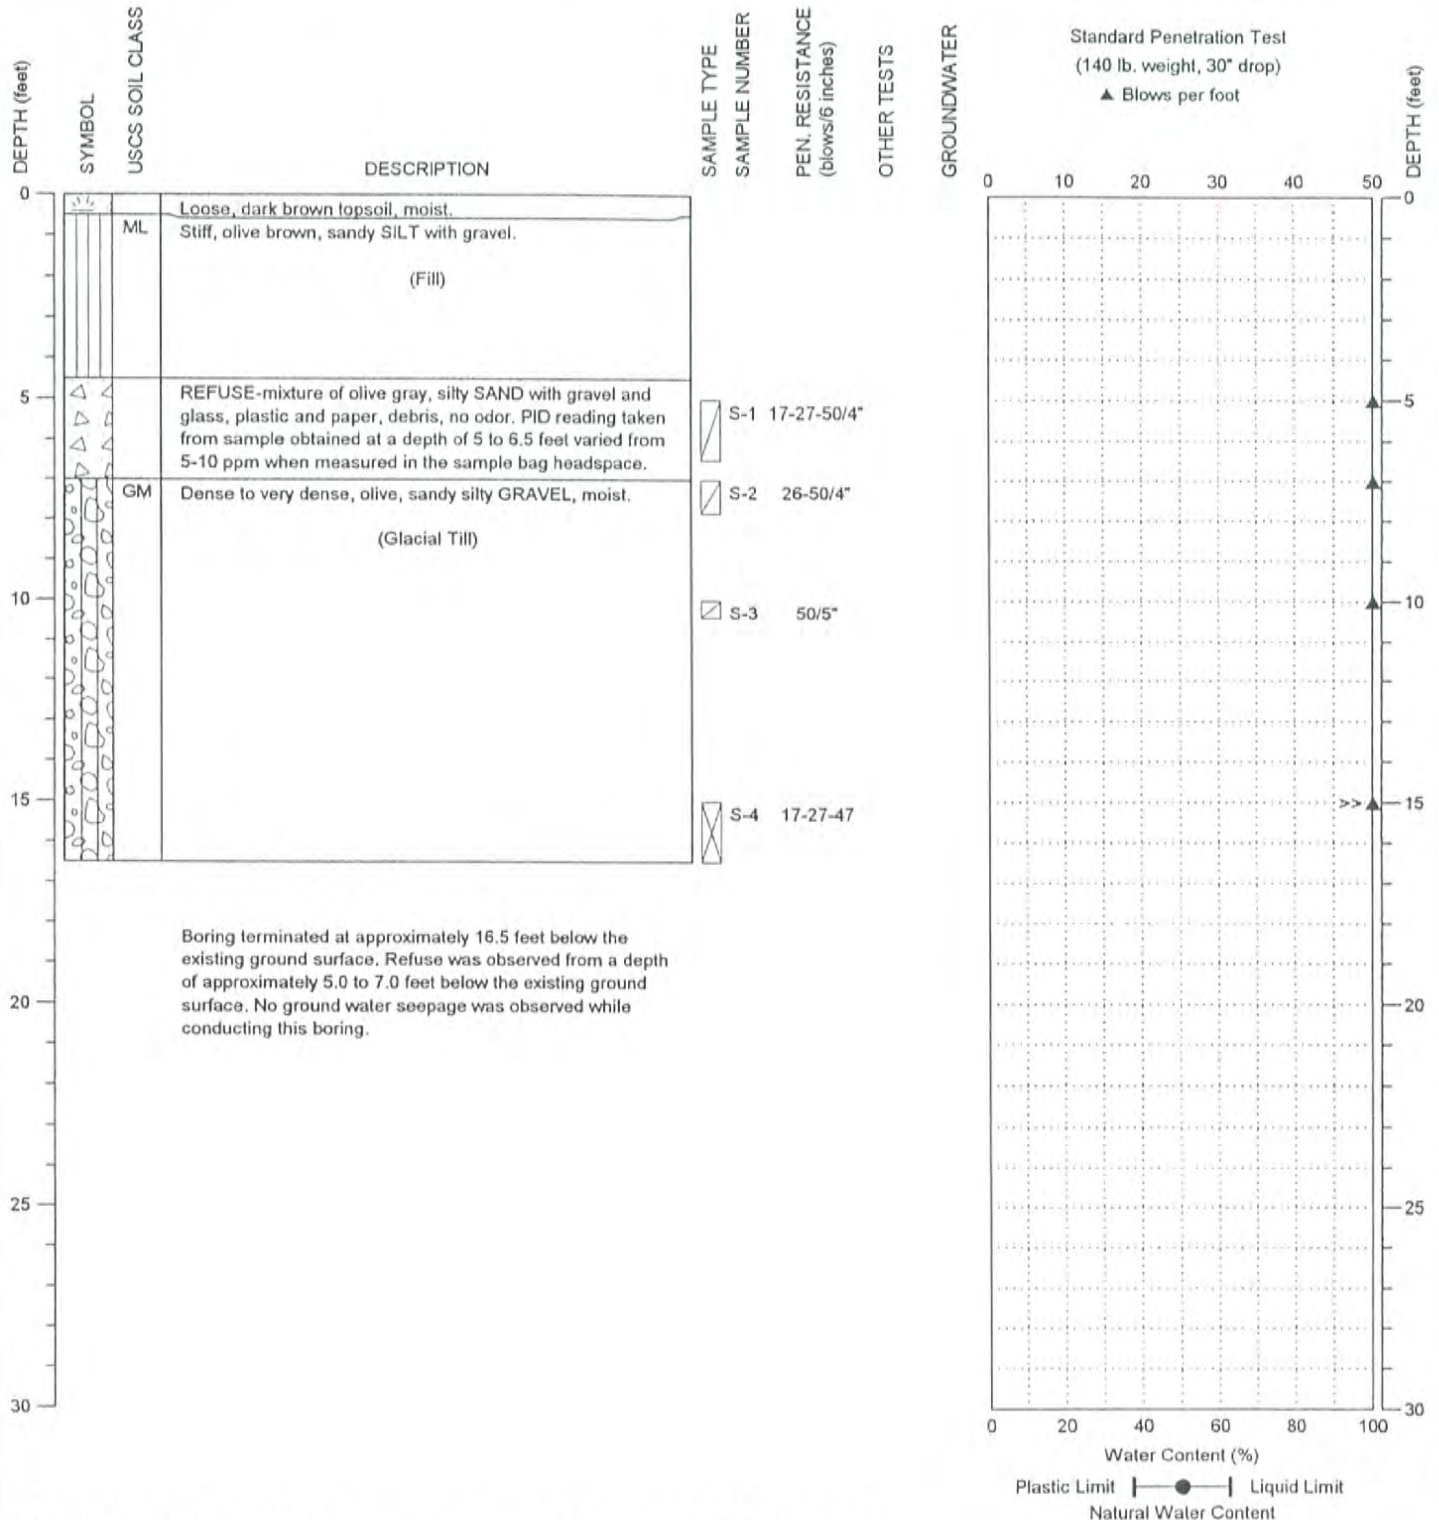 DEPTH (feet)
SYMBOL
USCS SOIL CLASS
DESCRIPTION
SAMPLE TYPE
SAMPLE NUMBER
PEN. RESISTANCE
(blows/6 inches)
OTHER TESTS
GROUNDWATER
Standard Penetration Test
(140 lb. weight, 30" drop)
▲ Blows per foot
DEPTH (feet)
0 10 20 30 40 50
0
0
Loose, dark brown topsoil, moist.
ML
Stiff, olive brown, sandy SILT with gravel.
(Fill)
5
REFUSE-mixture of olive gray, silty SAND with gravel and
glass, plastic and paper, debris, no odor. PID reading taken
from sample obtained at a depth of 5 to 6.5 feet varied from
5-10 ppm when measured in the sample bag headspace.
S-1 17-27-50/4"
5
GM
Dense to very dense, olive, sandy silty GRAVEL, moist.
(Glacial Till)
S-2 26-50/4"
10
S-3 50/5"
10
15
S-4 17-27-47
>>
15
Boring terminated at approximately 16.5 feet below the
existing ground surface. Refuse was observed from a depth
of approximately 5.0 to 7.0 feet below the existing ground
surface. No ground water seepage was observed while
conducting this boring.
20
20
25
25
30
30
0 20 40 60 80 100
Water Content (%)
Plastic Limit Liquid Limit
Natural Water Content